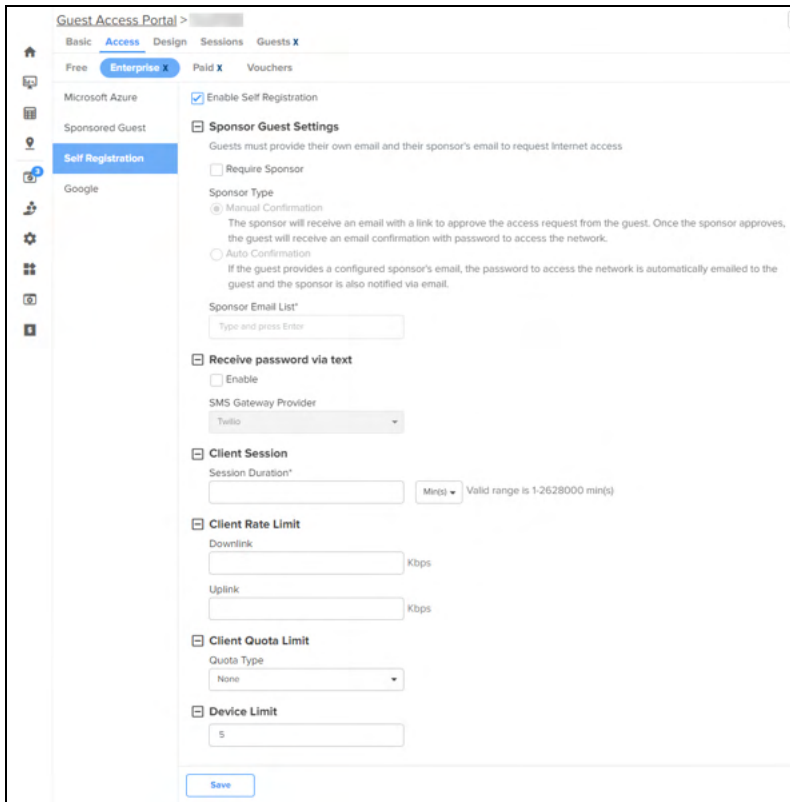 Guest Access Portal >
Basic Access Design Sessions Guests X
Free Enterprise X Paid X Vouchers
Microsoft Azure
Sponsored Guest
Self Registration
Google
3
Enable Self Registration
Sponsor Guest Settings
Guests must provide their own email and their sponsor's email to request Internet access
Require Sponsor
Sponsor Type
Manual Confirmation
The sponsor will receive an email with a link to approve the access request from the guest. Once the sponsor approves,
the guest will receive an email confirmation with password to access the network.
Auto Confirmation
If the guest provides a configured sponsor's email, the password to access the network is automatically emailed to the
guest and the sponsor is also notified via email.
Sponsor Email List*
Type and press Enter
Receive password via text
Enable
SMS Gateway Provider
Twilio
Client Session
Session Duration*
Min(s) Valid range is 1-2628000 min(s)
Client Rate Limit
Downlink
Kbps
Uplink
Kbps
Client Quota Limit
Quota Type
None
Device Limit
5
Save